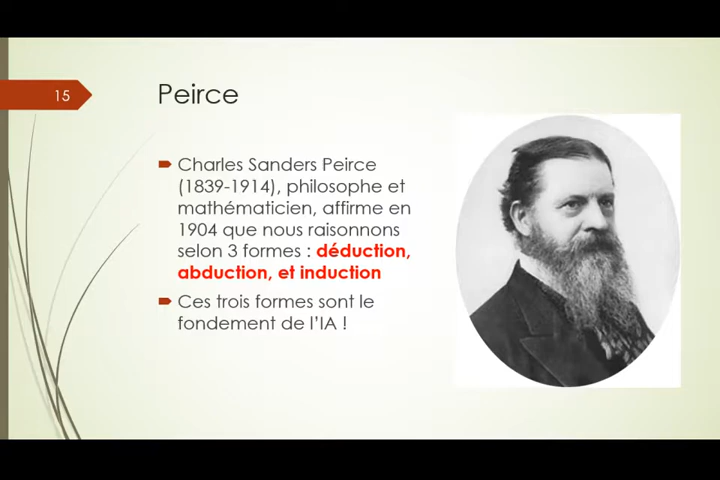 15
Peirce
Charles Sanders Peirce
(1839-1914), philosophe et
mathématicien, affirme en
1904 que nous raisonnons
selon 3 formes : déduction,
abduction, et induction
Ces trois formes sont le
fondement de l'IA !